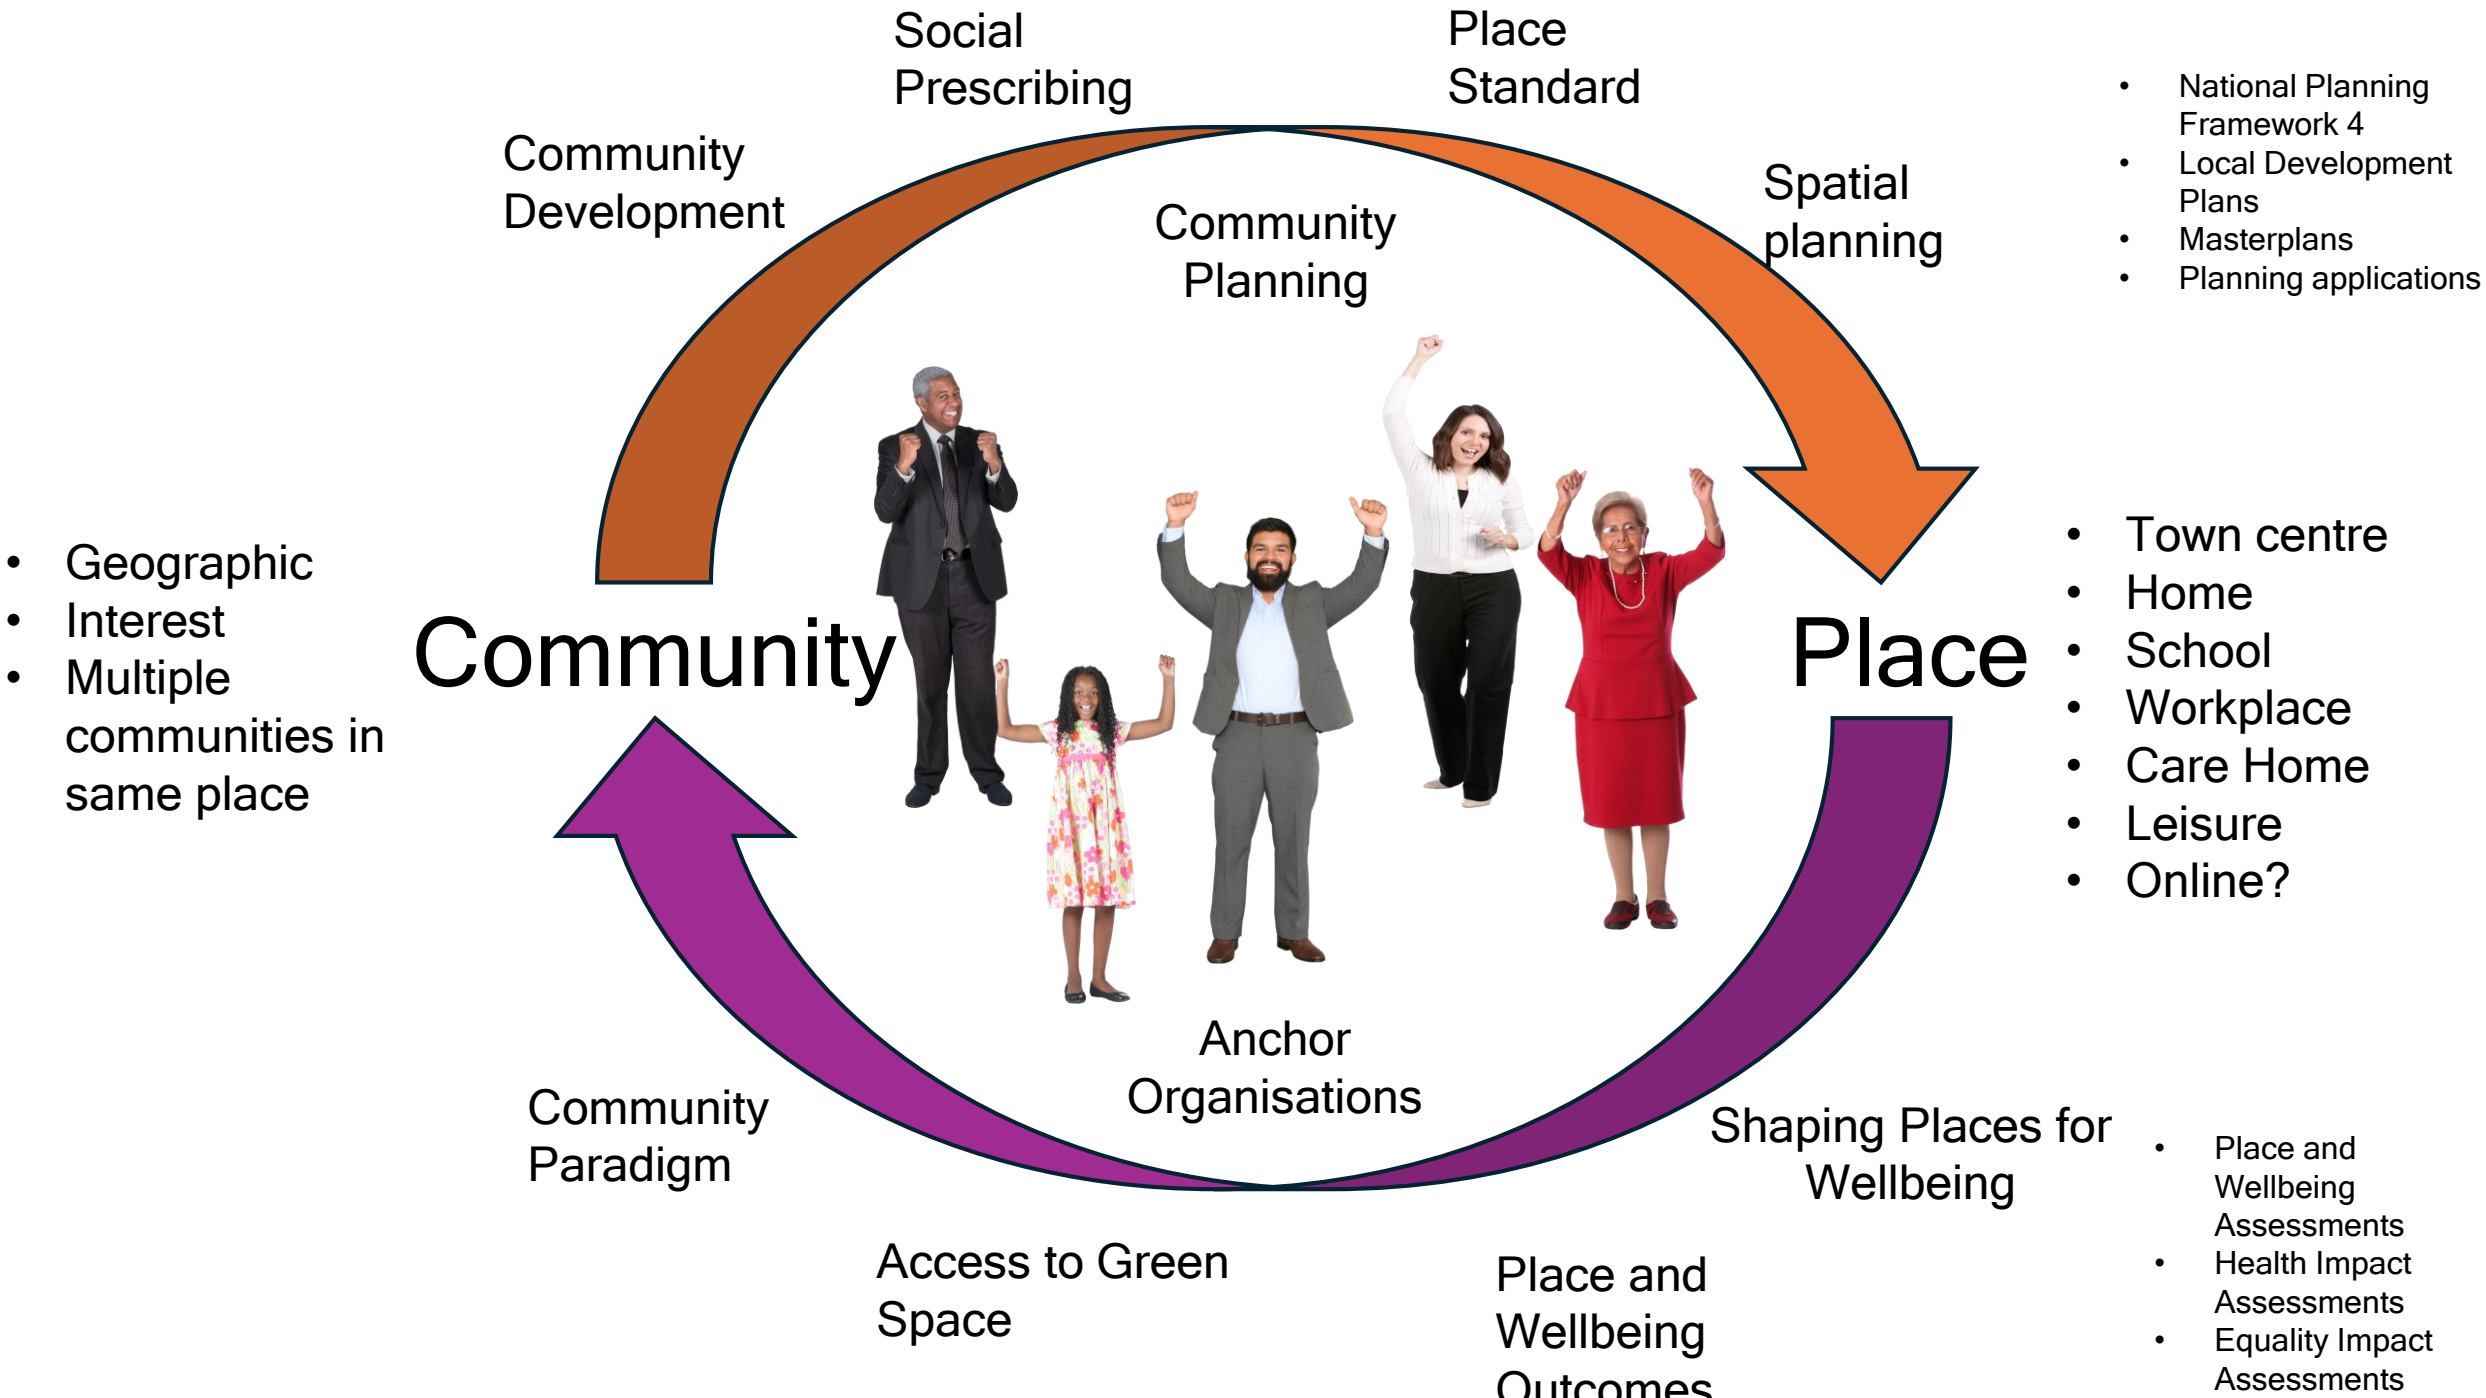 Social
Prescribing
Place
Standard
Community
Development
Community
Planning
Spatial
planning
• National Planning
Framework 4
• Local Development
Plans
• Masterplans
• Planning applications
• Geographic
• Interest
• Multiple
communities in
same place
Community
Place
• Town centre
• Home
• School
• Workplace
• Care Home
• Leisure
• Online?
Anchor
Organisations
Community
Paradigm
Shaping Places for
Wellbeing
Access to Green
Space
Place and
Wellbeing
Outcomes
• Place and
Wellbeing
Assessments
• Health Impact
Assessments
• Equality Impact
Assessments